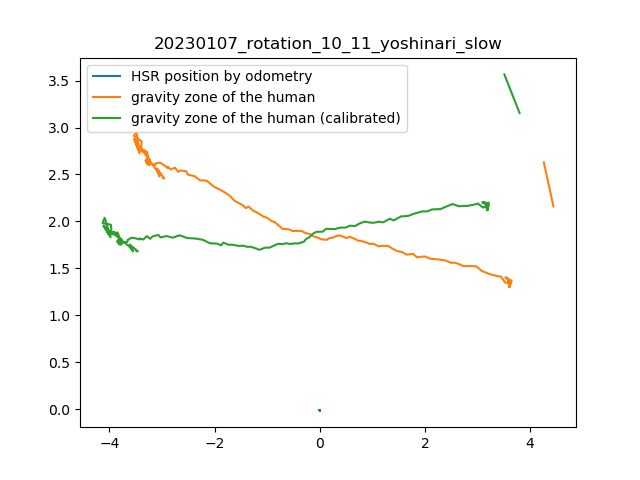 20230107_rotation_10_11_yoshinari_slow
HSR position by odometry
gravity zone of the human
gravity zone of the human (calibrated)
3.5
3.0
2.5
2.0
1.5
1.0
0.5
0.0
−4 −2 0 2 4